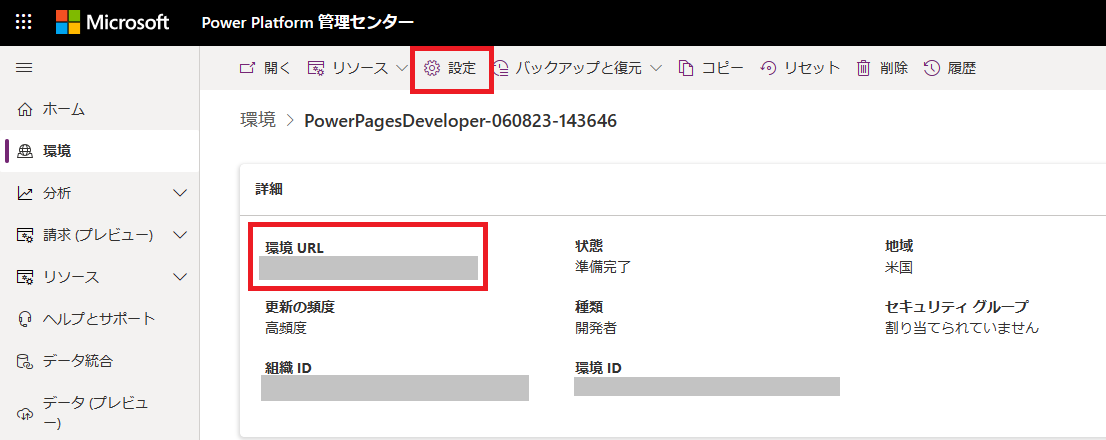 Microsoft Power Platform 管理センター
開く リソース 設定 バックアップと復元 コピー リセット 削除 履歴
ホーム
環境
分析
請求 (プレビュー)
リソース
ヘルプとサポート
データ統合
データ (プレビュ
ー)
環境 > PowerPagesDeveloper-060823-143646
詳細
環境 URL
状態
準備完了
地域
米国
更新の頻度
高頻度
種類
開発者
セキュリティ グループ
割り当てられていません
組織 ID
環境 ID